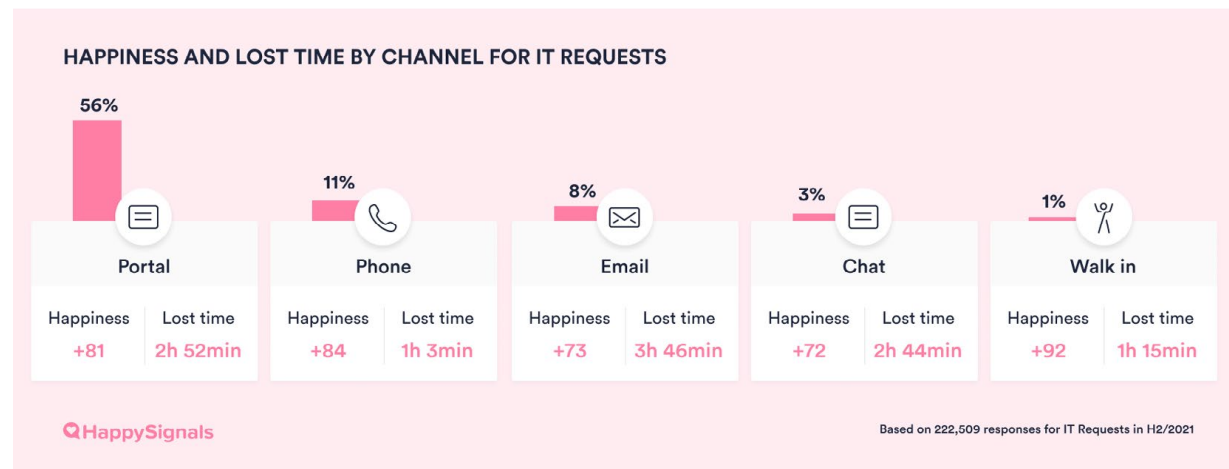 HAPPINESS AND LOST TIME BY CHANNEL FOR IT REQUESTS
56%
11%
8%
3%
1%
Portal
Phone
Email
Chat
Walk in
Happiness Lost time
+81 2h 52min
Happiness Lost time
+84 1h 3min
Happiness Lost time
+73 3h 46min
Happiness Lost time
+72 2h 44min
Happiness Lost time
+92 1h 15min
HappySignals
Based on 222,509 responses for IT Requests in H2/2021